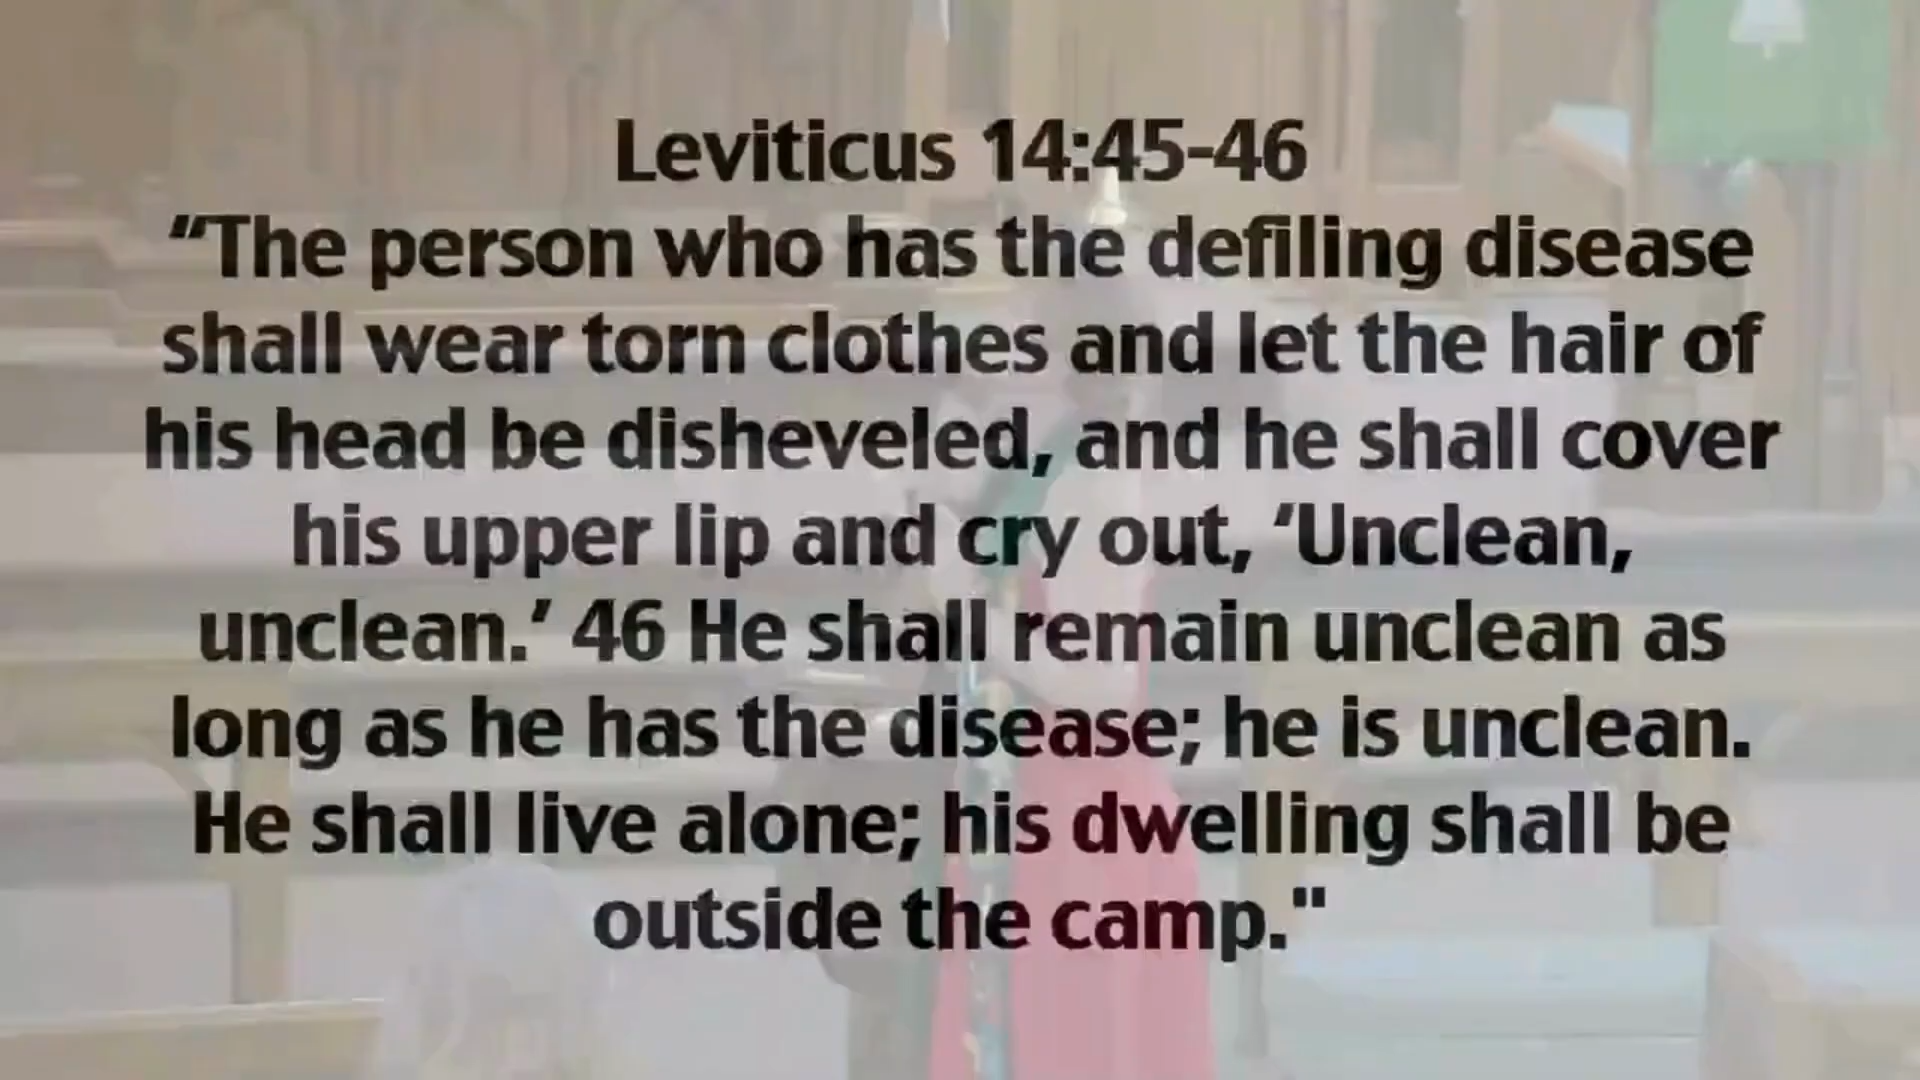 Leviticus 14:45-46
“The person who has the defiling disease
shall wear torn clothes and let the hair of
his head be disheveled, and he shall cover
his upper lip and cry out, ‘Unclean,
unclean.’ 46 He shall remain unclean as
long as he has the disease; he is unclean.
He shall live alone; his dwelling shall be
outside the camp."